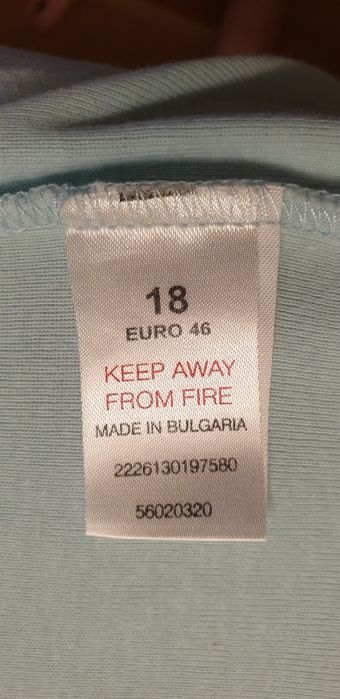 18
EURO 46
KEEP AWAY
FROM FIRE
MADE IN BULGARIA
2226130197580
56020320